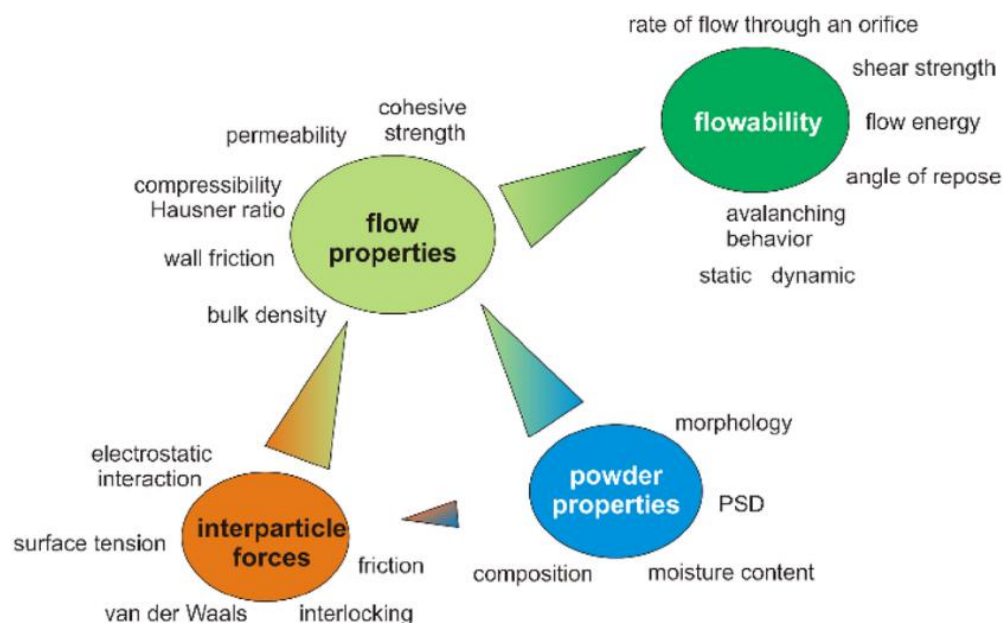 rate of flow through an orifice
shear strength
flowability
flow energy
angle of repose
avalanching
behavior
static dynamic
cohesive
strength
permeability
compressibility
Hausner ratio
flow
properties
wall friction
bulk density
morphology
powder
properties
PSD
composition
moisture content
electrostatic
interaction
interparticle
forces
surface tension
friction
van der Waals
interlocking